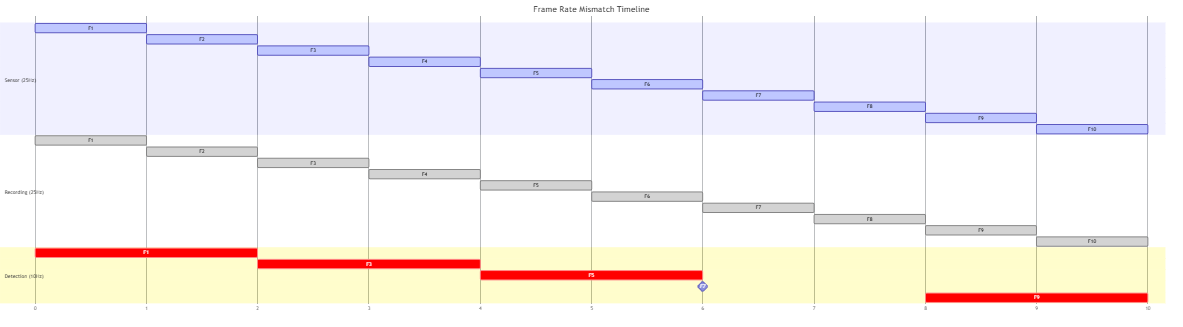 Frame Rate Mismatch Timeline
F1
F2
F3
F4
F5
Sensor (25Hz)
F6
F7
F8
F9
F10
F1
F2
F3
F4
F5
Recording (25Hz)
F6
F7
F8
F9
F10
F1
F3
F5
Detection (10Hz)
F7
F9
0 1 2 3 4 5 6 7 8 9 10